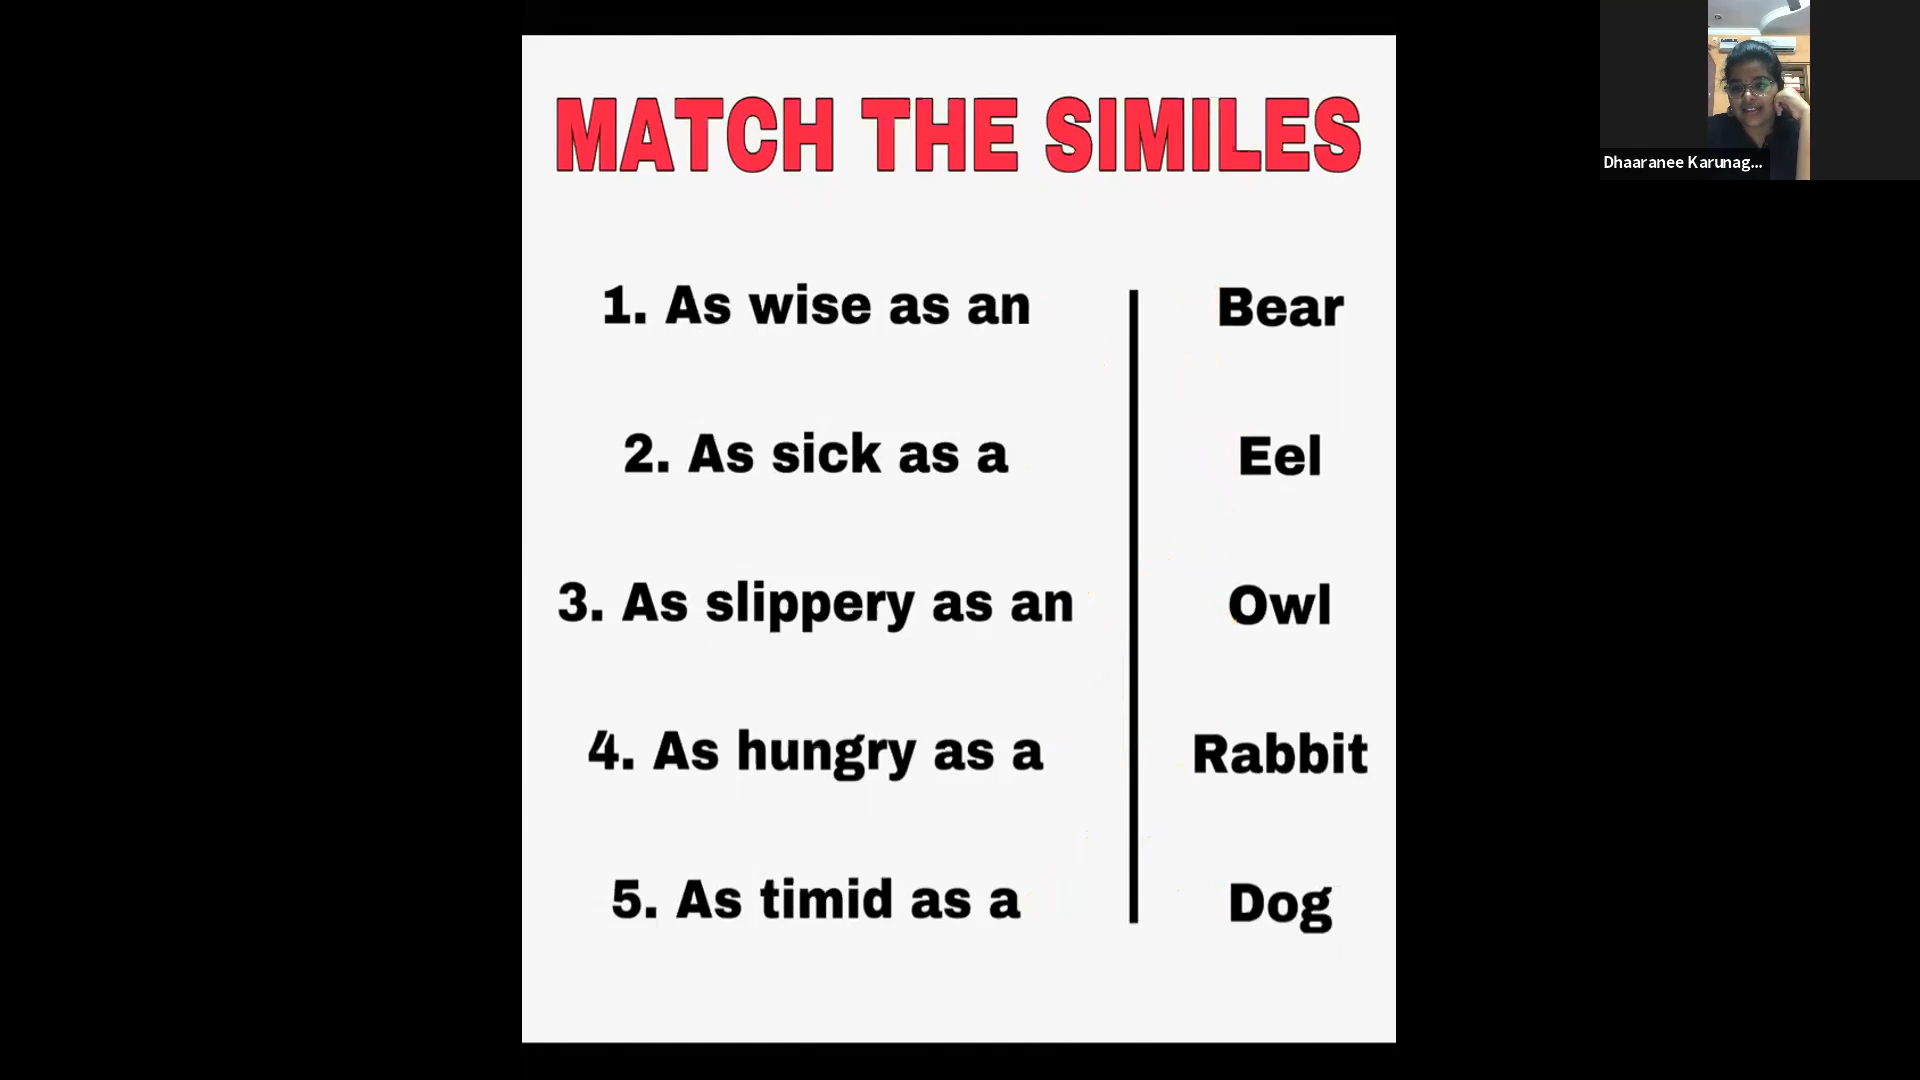 MATCH THE SIMILES
1. As wise as an
Bear
2. As sick as a
Eel
3. As slippery as an
Owl
4. As hungry as a
Rabbit
5. As timid as a
Dog
Dhaaranee Karunag...